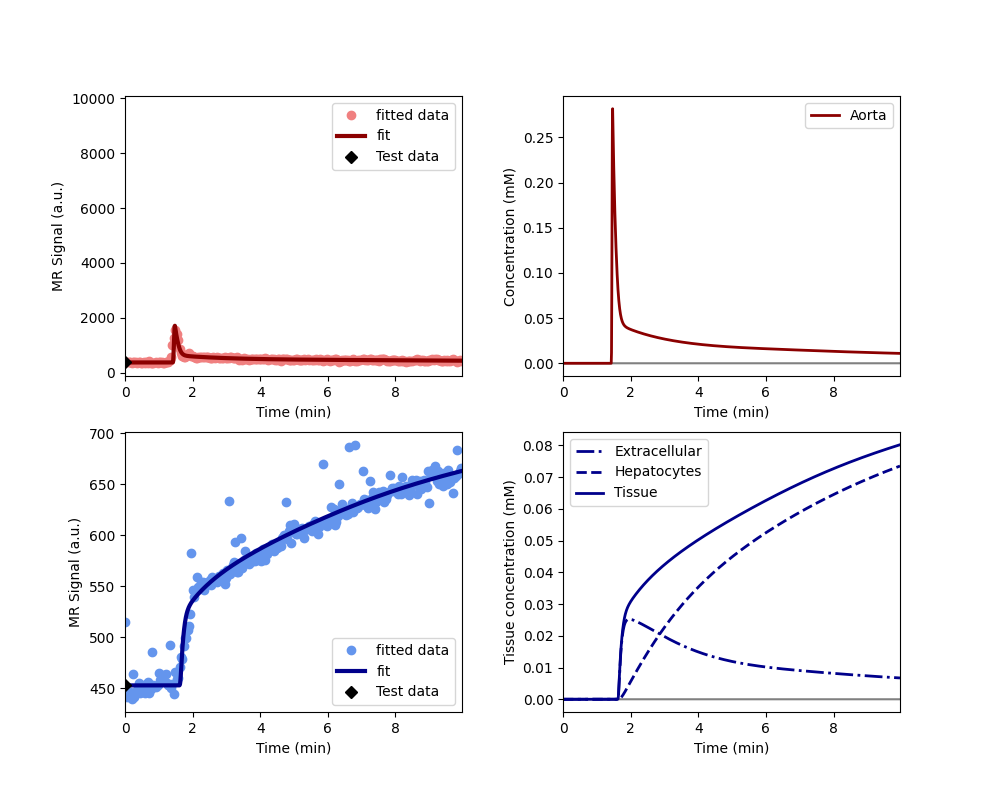 10000
8000
6000
4000
2000
0
MR Signal (a.u.)
fitted data
fit
Test data
0 2 4 6 8
Time (min)
0.25
0.20
0.15
0.10
0.05
0.00
Concentration (mM)
Aorta
0 2 4 6 8
Time (min)
700
650
600
550
500
450
MR Signal (a.u.)
fitted data
fit
Test data
0 2 4 6 8
Time (min)
0.08
0.07
0.06
0.05
0.04
0.03
0.02
0.01
0.00
Tissue concentration (mM)
Extracellular
Hepatocytes
Tissue
0 2 4 6 8
Time (min)